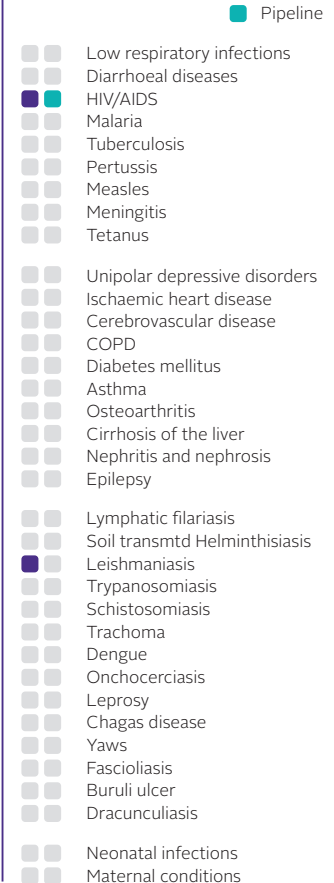 Pipeline
Low respiratory infections
Diarrhoeal diseases
HIV/AIDS
Malaria
Tuberculosis
Pertussis
Measles
Meningitis
Tetanus
Unipolar depressive disorders
Ischaemic heart disease
Cerebrovascular disease
COPD
Diabetes mellitus
Asthma
Osteoarthritis
Cirrhosis of the liver
Nephritis and nephrosis
Epilepsy
Lymphatic filariasis
Soil transmtd Helminthisiasis
Leishmaniasis
Trypanosomiasis
Schistosomiasis
Trachoma
Dengue
Onchocerciasis
Leprosy
Chagas disease
Yaws
Fascioliasis
Buruli ulcer
Dracunculiasis
Neonatal infections
Maternal conditions